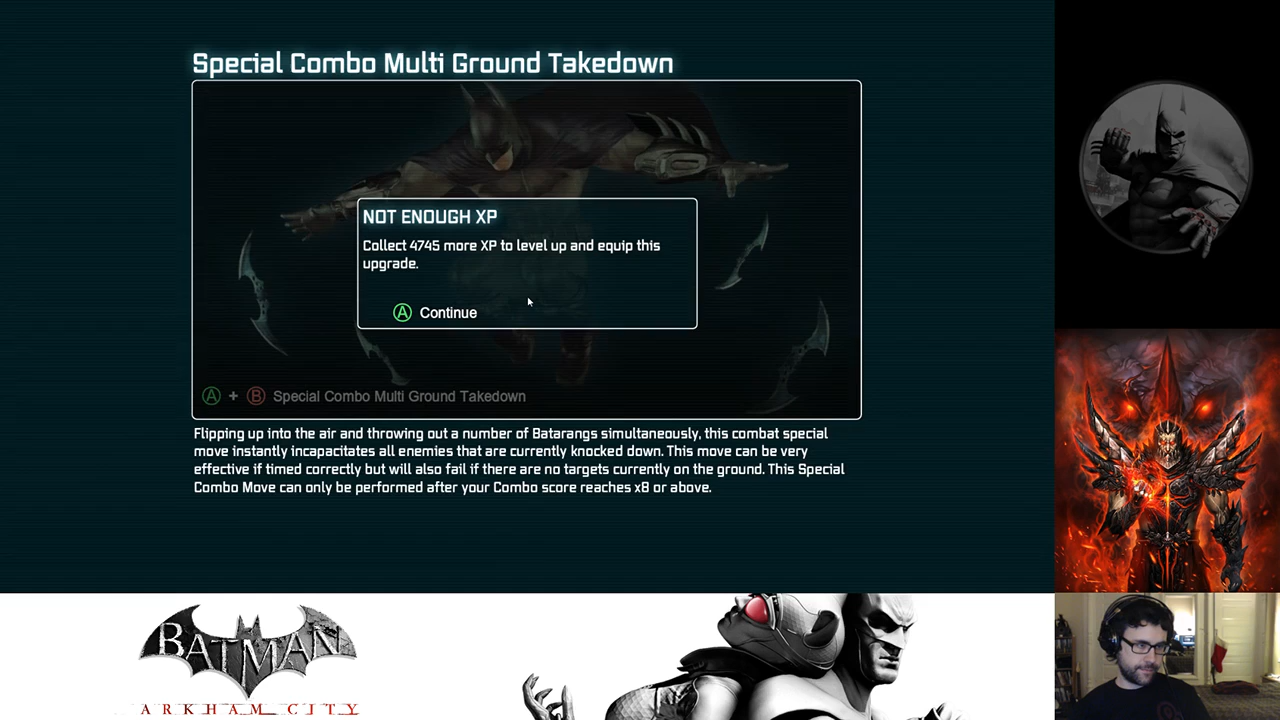 Special Combo Multi Ground Takedown
NOT ENOUGH XP
Collect 4745 more XP to level up and equip this
upgrade.
A Continue
A + B Special Combo Multi Ground Takedown
Flipping up into the air and throwing out a number of Batarangs simultaneously, this combat special
move instantly incapacitates all enemies that are currently knocked down. This move can be very
effective if timed correctly but will also fail if there are no targets currently on the ground. This Special
Combo Move can only be performed after your Combo score reaches x8 or above.
BATMAN
ARKHAM CITY